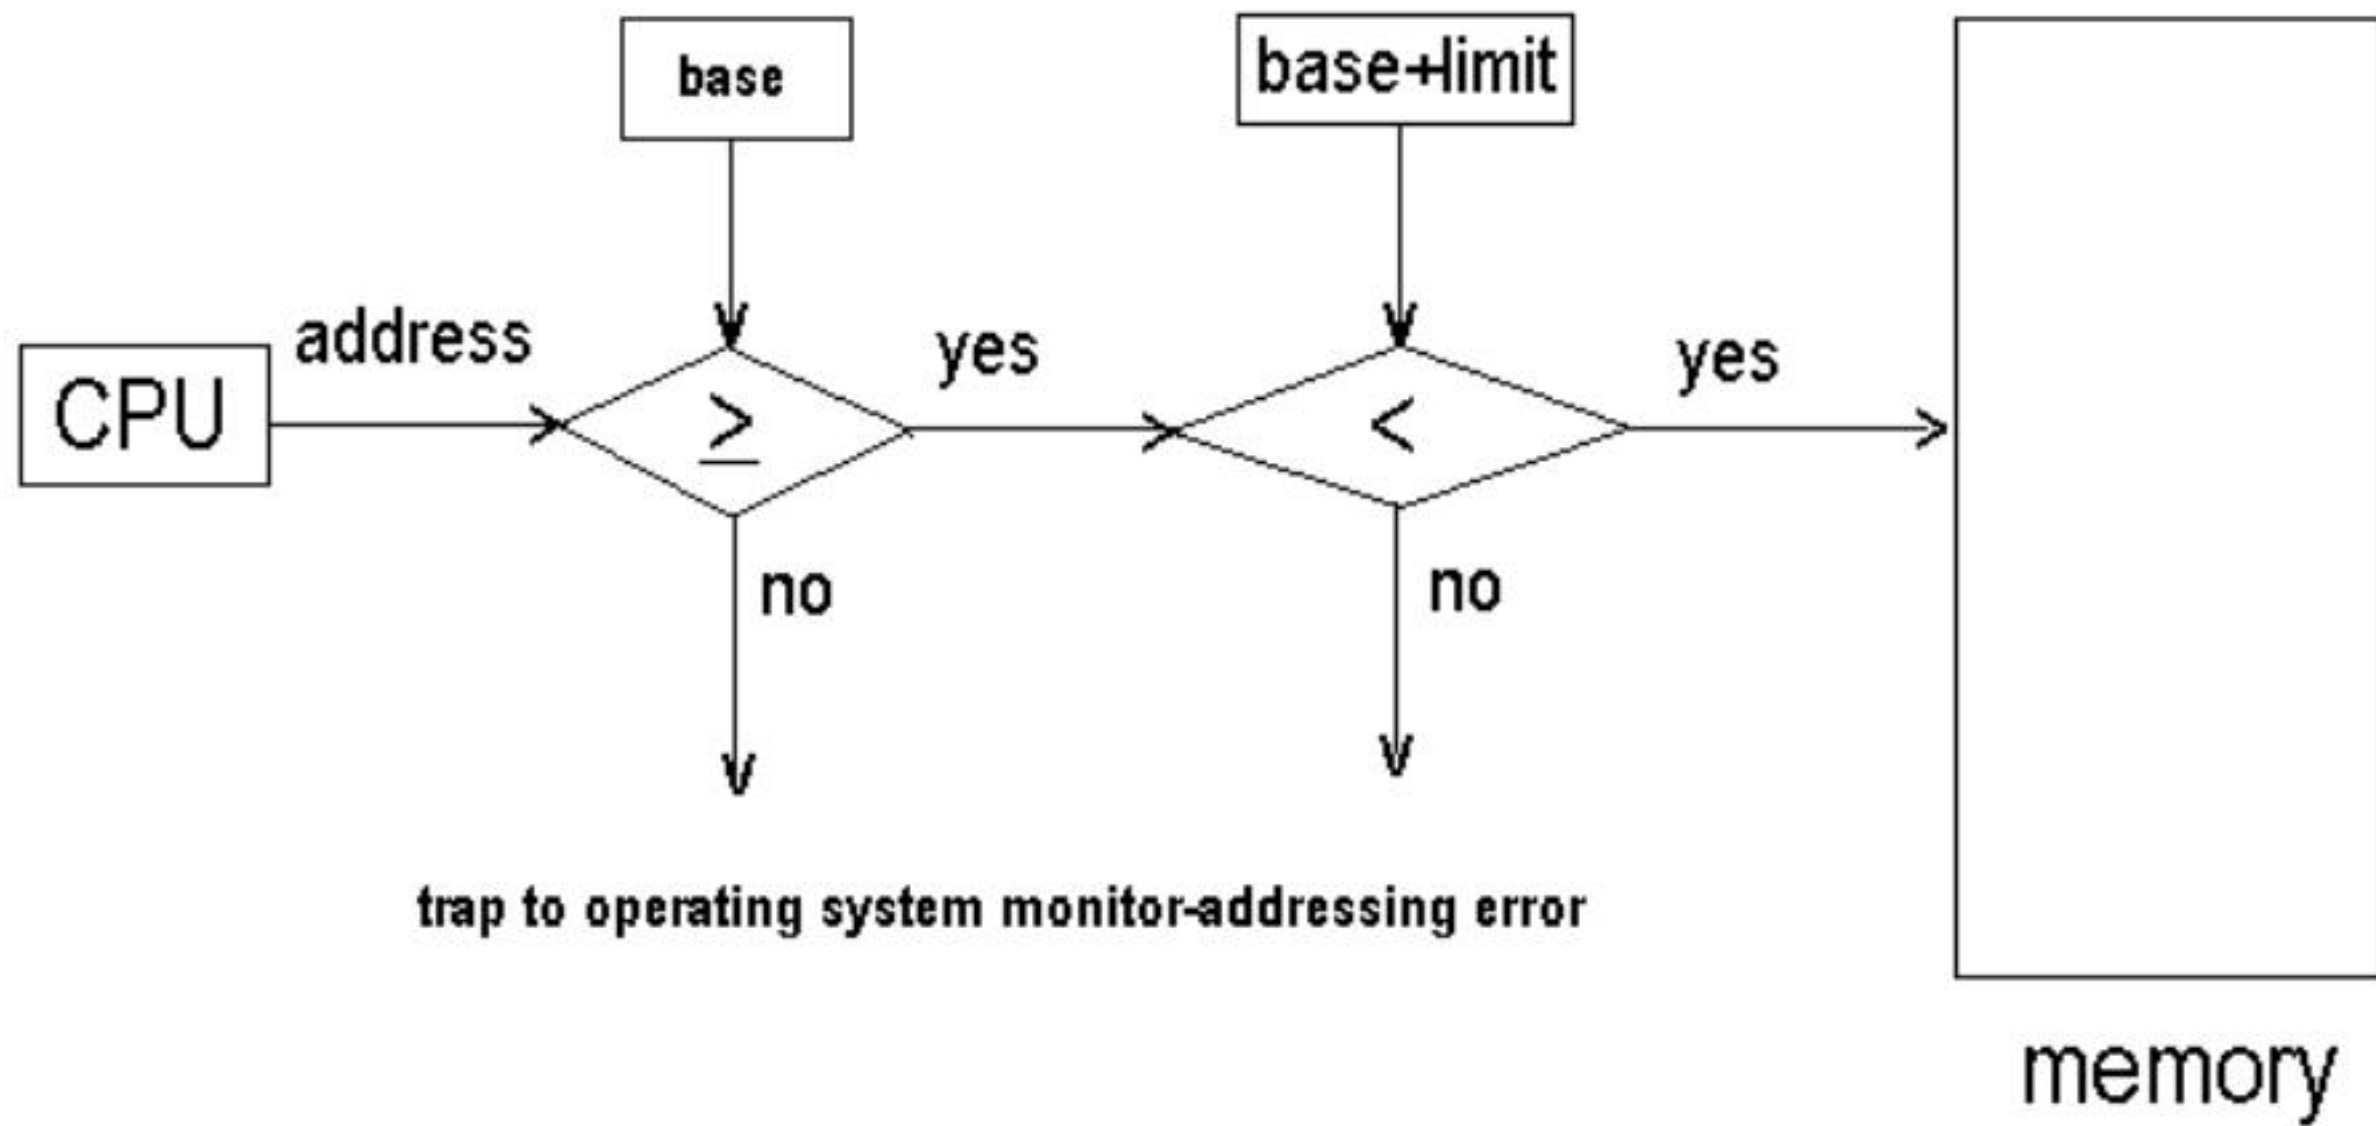 base
base+limit
address
yes
yes
CPU
≥
<
no
no
trap to operating system monitor-addressing error
memory